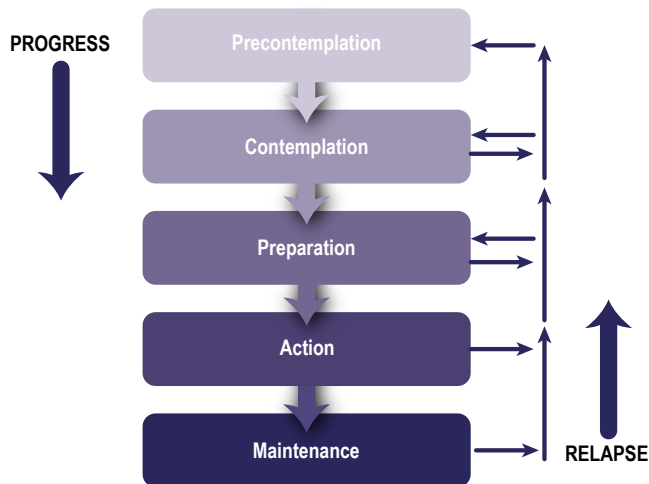 PROGRESS
Precontemplation
Contemplation
Preparation
Action
Maintenance
RELAPSE